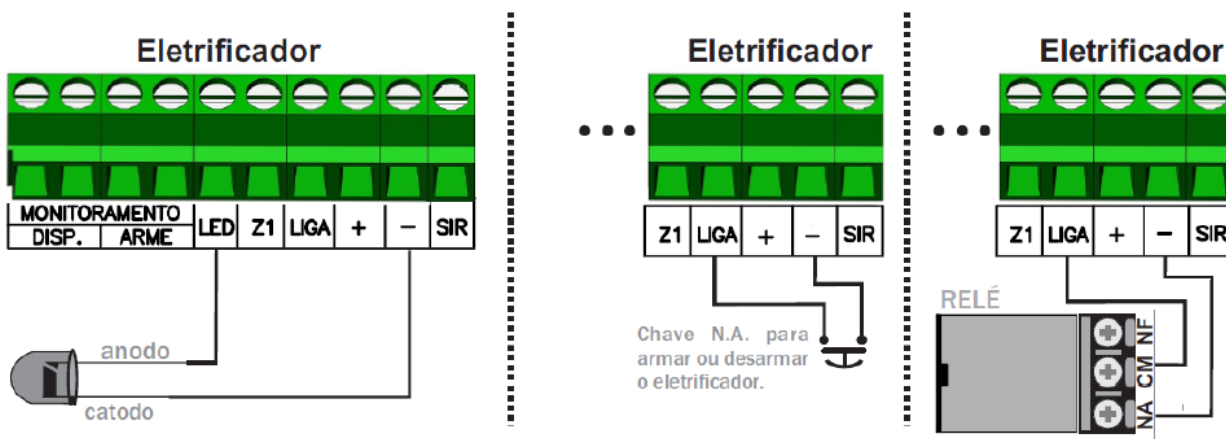 Eletrificador
MONITORAMENTO
DISP. ARME LED Z1 LIGA + − SIR
anodo
catodo
Eletrificador
Z1 LIGA + − SIR
Chave N.A. para
armar ou desarmar
o eletrificador.
Eletrificador
Z1 LIGA + − SIR
RELÉ
NF
CM
NA